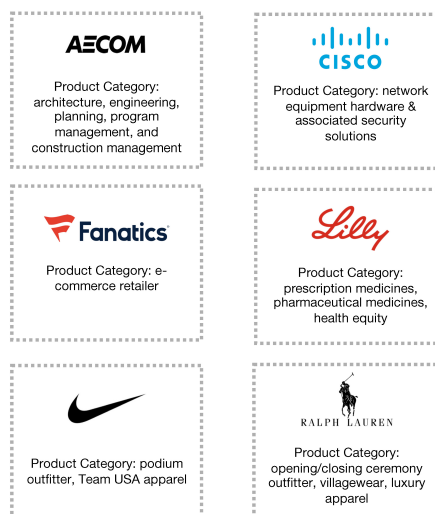 AECOM
Product Category:
architecture, engineering,
planning, program
management, and
construction management
CISCO
Product Category: network
equipment hardware &
associated security
solutions
Fanatics
Product Category: e-
commerce retailer
Lilly
Product Category:
prescription medicines,
pharmaceutical medicines,
health equity
Product Category: podium
outfitter, Team USA apparel
RALPH LAUREN
Product Category:
opening/closing ceremony
outfitter, villagewear, luxury
apparel